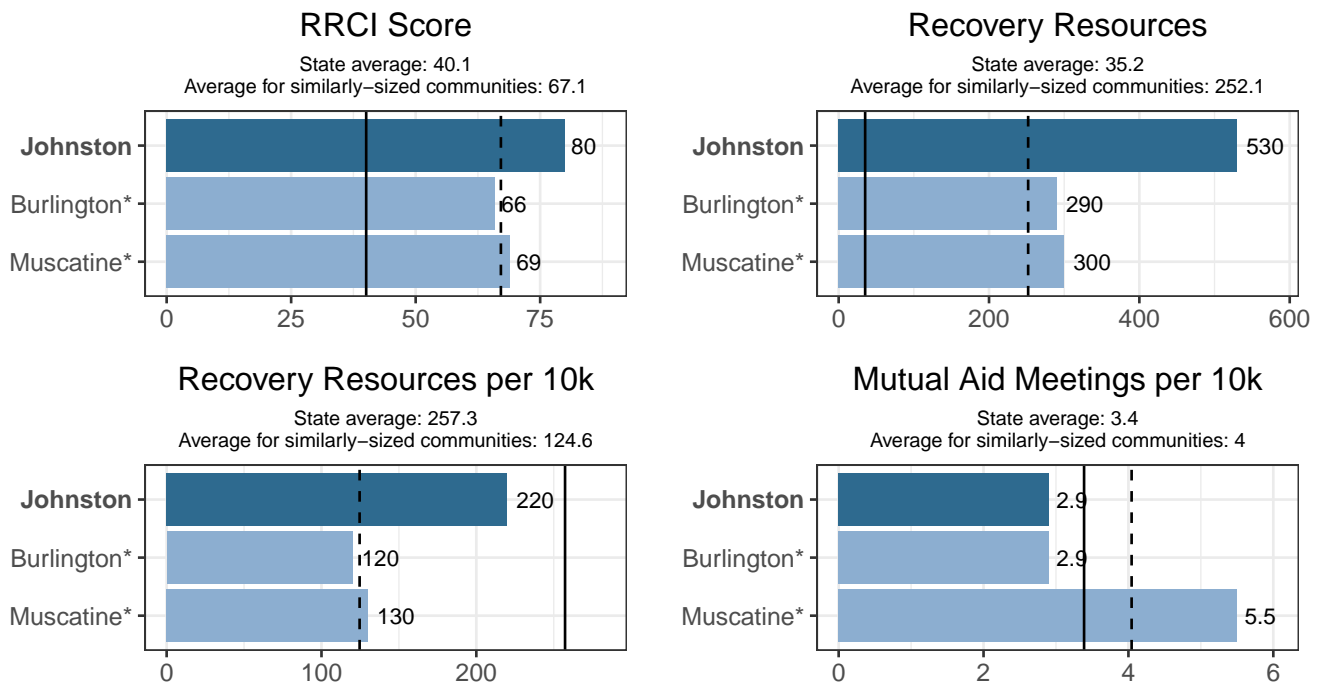 RRCI Score
State average: 40.1
Average for similarly−sized communities: 67.1
Johnston 80
Burlington* 66
Muscatine* 69
0 25 50 75
Recovery Resources
State average: 35.2
Average for similarly−sized communities: 252.1
Johnston 530
Burlington* 290
Muscatine* 300
0 200 400 600
Recovery Resources per 10k
State average: 257.3
Average for similarly−sized communities: 124.6
Johnston 220
Burlington* 120
Muscatine* 130
0 100 200
Mutual Aid Meetings per 10k
State average: 3.4
Average for similarly−sized communities: 4
Johnston 2.9
Burlington* 2.9
Muscatine* 5.5
0 2 4 6